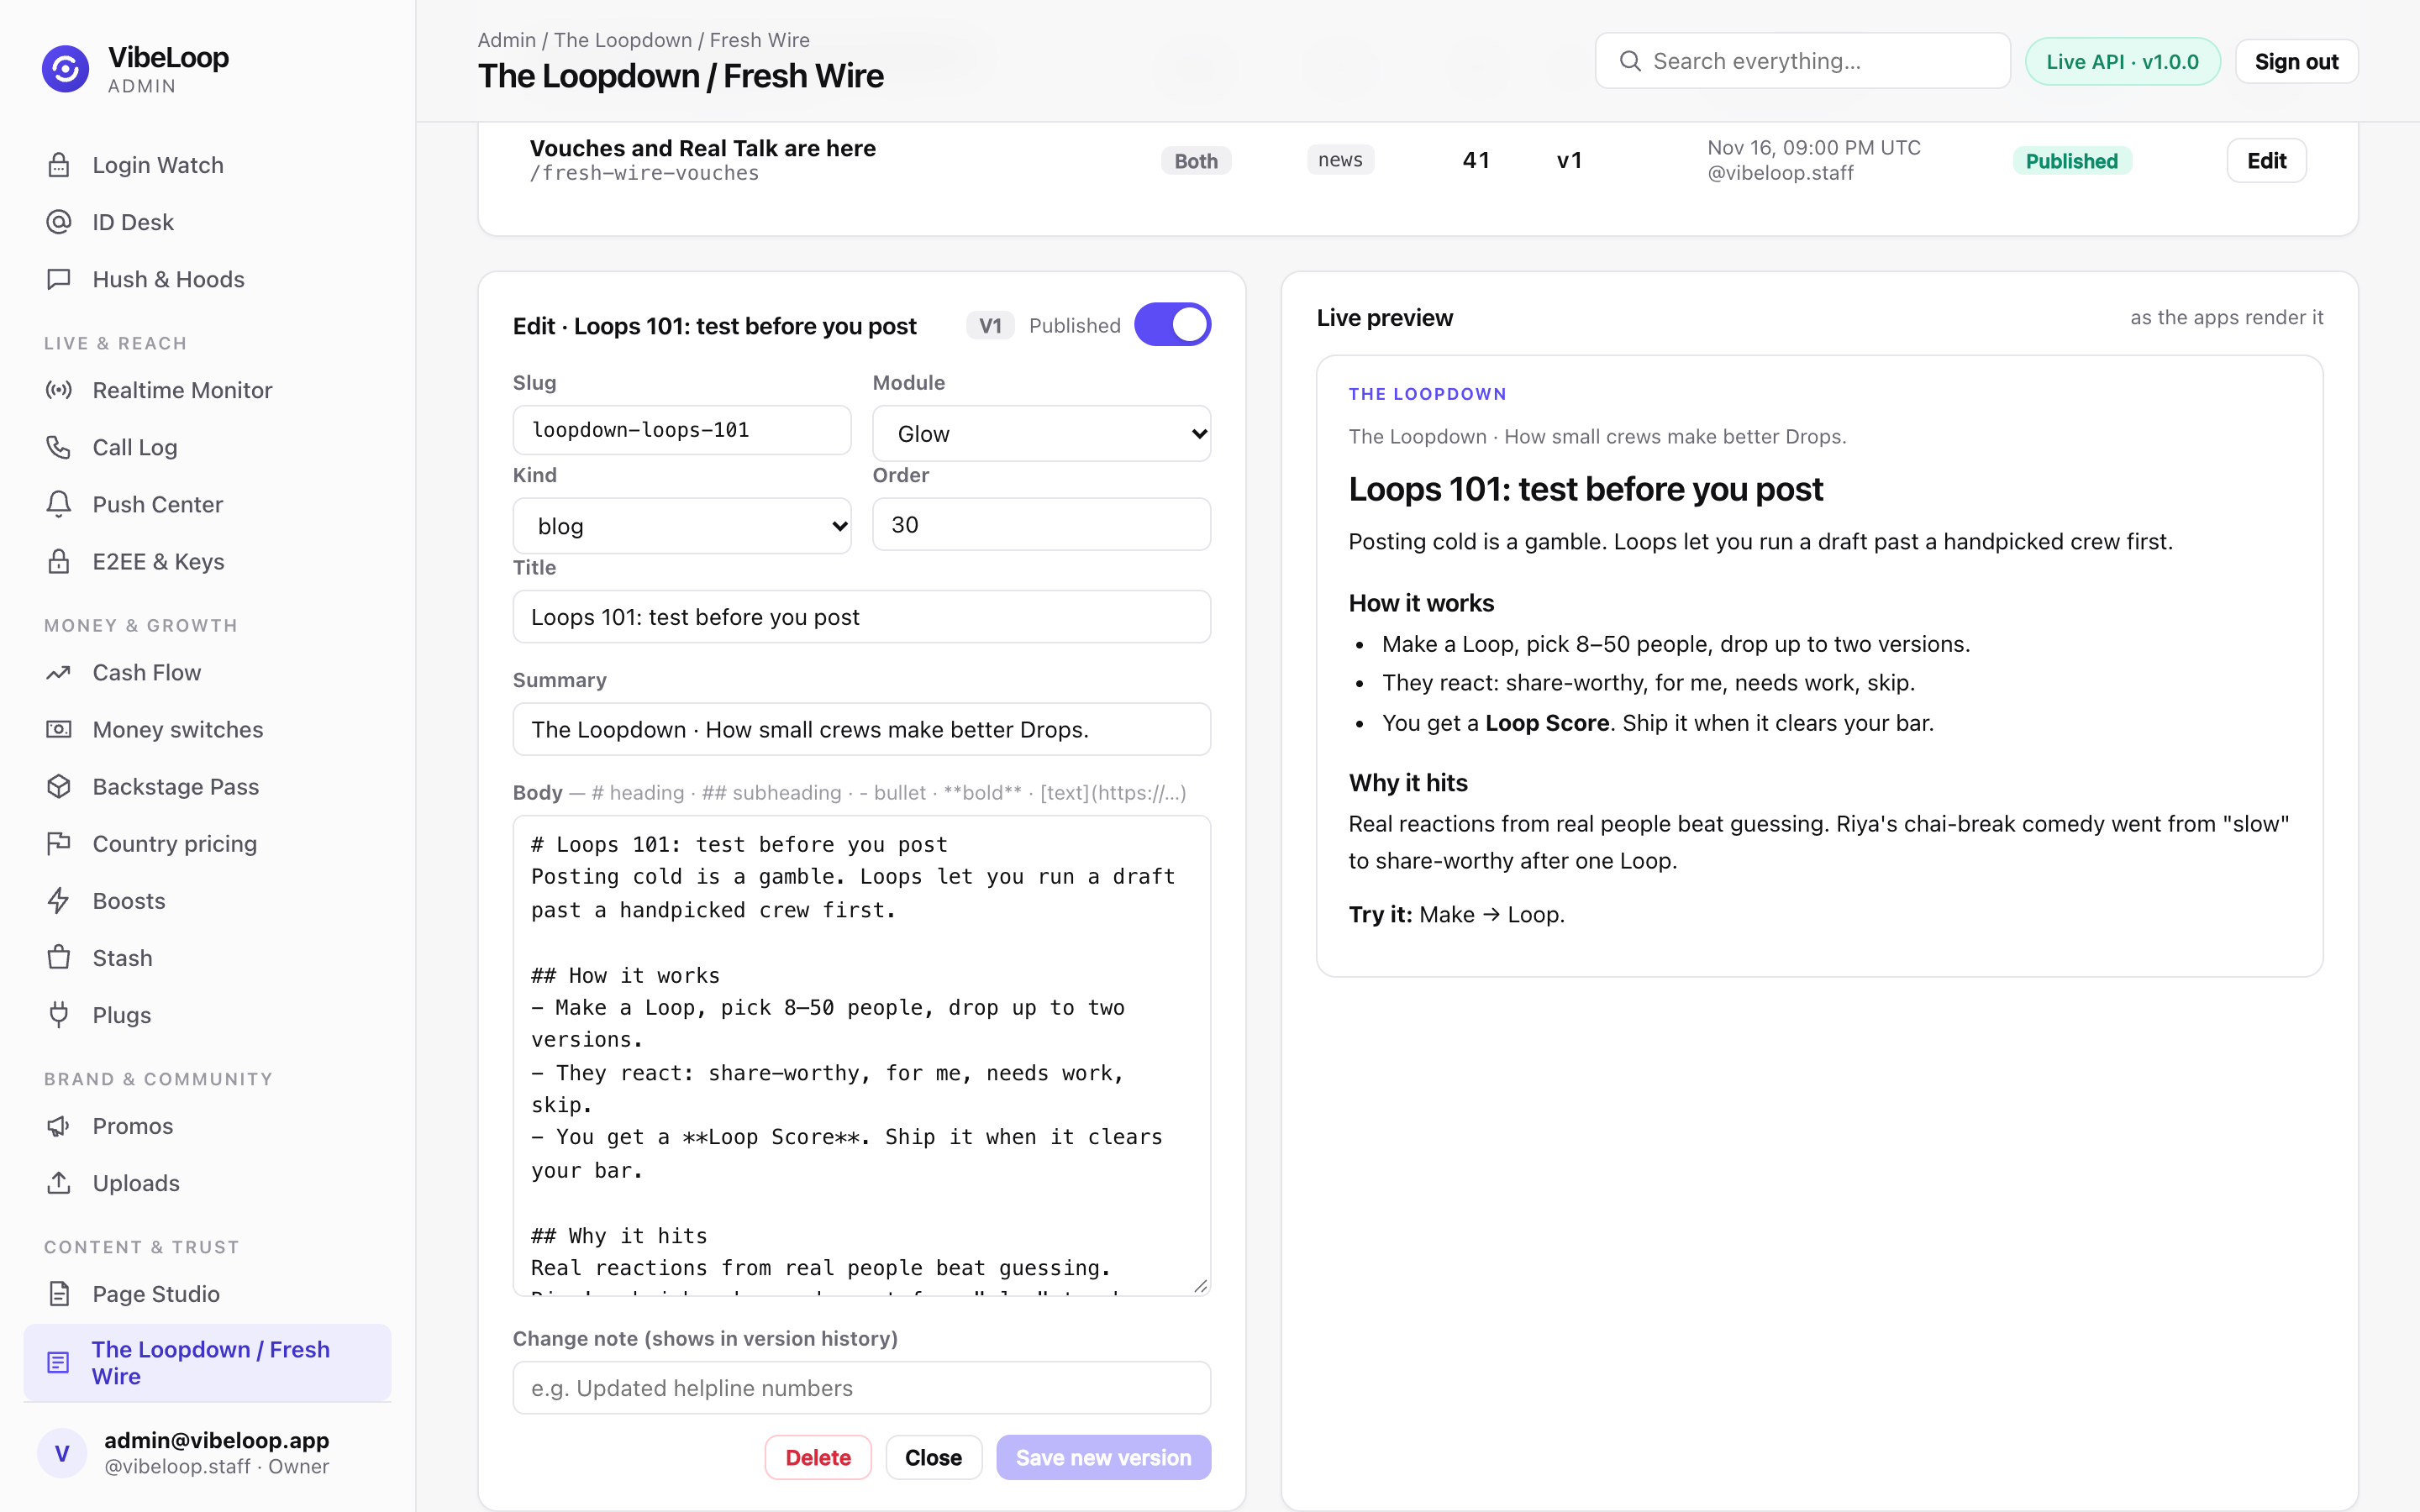 VibeLoop
ADMIN
Login Watch
ID Desk
Hush & Hoods
LIVE & REACH
Realtime Monitor
Call Log
Push Center
E2EE & Keys
MONEY & GROWTH
Cash Flow
Money switches
Backstage Pass
Country pricing
Boosts
Stash
Plugs
BRAND & COMMUNITY
Promos
Uploads
CONTENT & TRUST
Page Studio
The Loopdown / Fresh
Wire
V
admin@vibeloop.app
@vibeloop.staff · Owner
Admin / The Loopdown / Fresh Wire
The Loopdown / Fresh Wire
Search everything...
Live API · v1.0.0
Sign out
Vouches and Real Talk are here
/fresh-wire-vouches
Both
news
41
v1
Nov 16, 09:00 PM UTC
@vibeloop.staff
Published
Edit
Edit · Loops 101: test before you post
V1
Published
Slug
Module
loopdown-loops-101
Glow
Kind
Order
blog
30
Title
Loops 101: test before you post
Summary
The Loopdown · How small crews make better Drops.
Body — # heading · ## subheading · - bullet · **bold** · [text](https://...)
# Loops 101: test before you post
Posting cold is a gamble. Loops let you run a draft
past a handpicked crew first.
## How it works
- Make a Loop, pick 8–50 people, drop up to two
versions.
- They react: share-worthy, for me, needs work,
skip.
- You get a **Loop Score**. Ship it when it clears
your bar.
## Why it hits
Real reactions from real people beat guessing.
Change note (shows in version history)
e.g. Updated helpline numbers
Delete
Close
Save new version
Live preview
as the apps render it
THE LOOPDOWN
The Loopdown · How small crews make better Drops.
Loops 101: test before you post
Posting cold is a gamble. Loops let you run a draft past a handpicked crew first.
How it works
• Make a Loop, pick 8–50 people, drop up to two versions.
• They react: share-worthy, for me, needs work, skip.
• You get a Loop Score. Ship it when it clears your bar.
Why it hits
Real reactions from real people beat guessing. Riya's chai-break comedy went from "slow"
to share-worthy after one Loop.
Try it: Make → Loop.